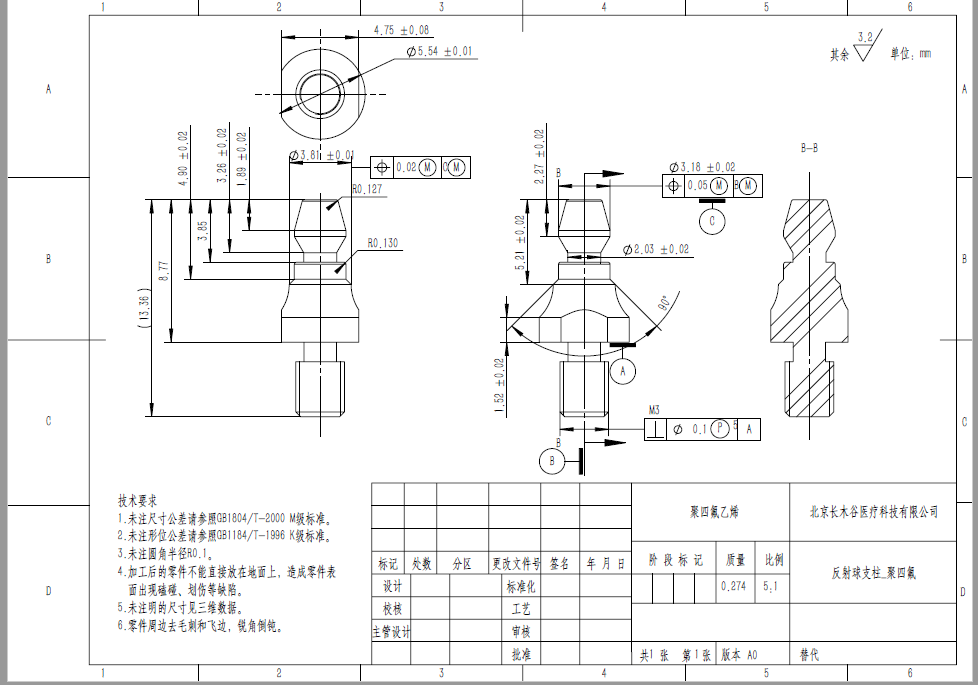 1 2 3 4 5 6
A A
B B
C C
D D
4.75 ±0.08
∅5.54 ±0.01
其余 3.2 单位: mm
4.90 ±0.02
3.26 ±0.02
1.89 ±0.02
∅3.81 ±0.01
0.02 M C M
R0.127
3.85
R0.130
8.77
(13.36)
2.27 ±0.02
B
∅3.18 ±0.02
0.05 M B M
C
5.21 ±0.02
∅2.03 ±0.02
90°
A
1.52 ±0.02
M3
⊥ ∅ 0.1 P 5 A
B
B
B-B
技术要求
1.未注尺寸公差请参照GB1804/T-2000 M级标准。
2.未注形位公差请参照GB1184/T-1996 K级标准。
3.未注圆角半径R0.1。
4.加工后的零件不能直接放在地面上, 造成零件表
面出现磕碰、划伤等缺陷。
5.未注明的尺寸见三维数据。
6.零件周边去毛刺和飞边, 锐角倒钝。
标记 处数 分区 更改文件号 签名 年 月 日
设计 标准化
校核 工艺
主管设计 审核
批准
聚四氟乙烯
阶段标记 质量 比例
0.274 5:1
共1 张 第1张 版本 A0 替代
北京长木谷医疗科技有限公司
反射球支柱_聚四氟
1 2 3 4 5 6